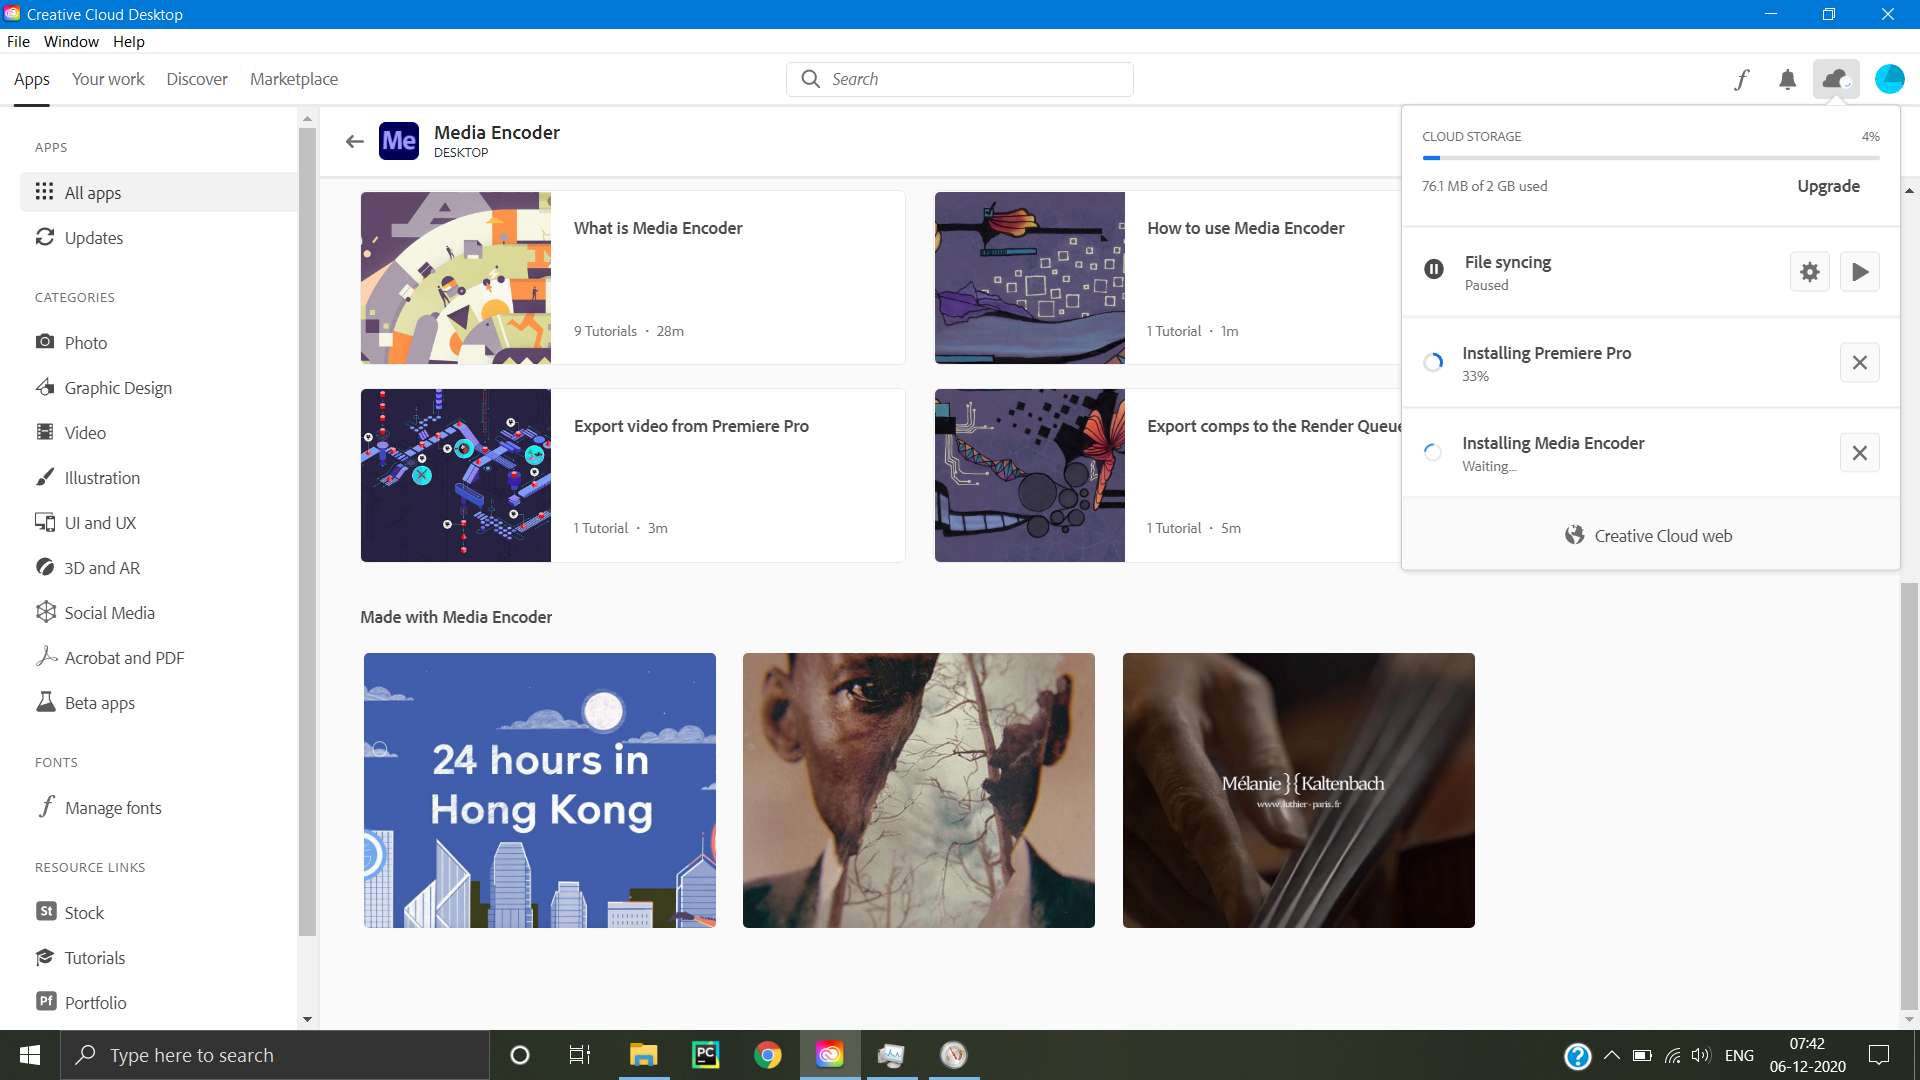 Creative Cloud Desktop
File Window Help
Apps Your work Discover Marketplace
Search
APPS
All apps
Updates
CATEGORIES
Photo
Graphic Design
Video
Illustration
UI and UX
3D and AR
Social Media
Acrobat and PDF
Beta apps
FONTS
Manage fonts
RESOURCE LINKS
St Stock
Tutorials
Pf Portfolio
Me Media Encoder
DESKTOP
What is Media Encoder
9 Tutorials • 28m
How to use Media Encoder
1 Tutorial • 1m
Export video from Premiere Pro
1 Tutorial • 3m
Export comps to the Render Queue
1 Tutorial • 5m
Made with Media Encoder
24 hours in
Hong Kong
Mélanie }{ Kaltenbach
www.luthier-paris.fr
CLOUD STORAGE 4%
76.1 MB of 2 GB used Upgrade
File syncing
Paused
Installing Premiere Pro
33%
Installing Media Encoder
Waiting...
Creative Cloud web
Type here to search
PC
ENG
07:42
06-12-2020